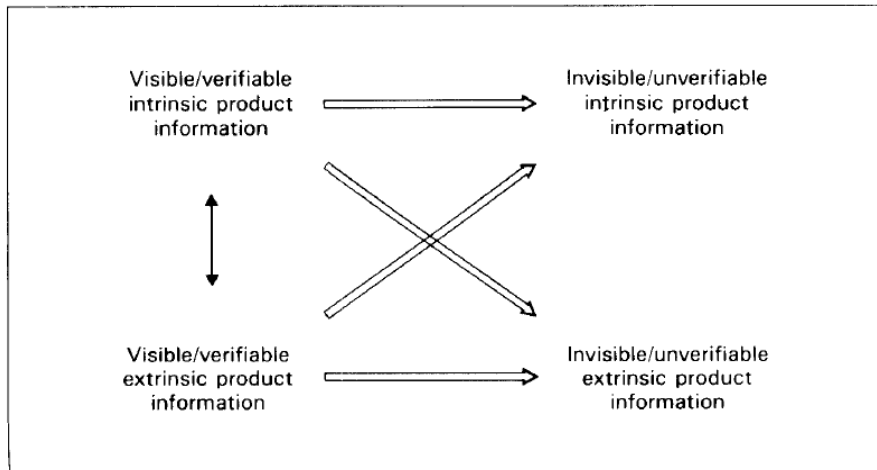 Visible/verifiable
intrinsic product
information
Invisible/unverifiable
intrinsic product
information
Visible/verifiable
extrinsic product
information
Invisible/unverifiable
extrinsic product
information